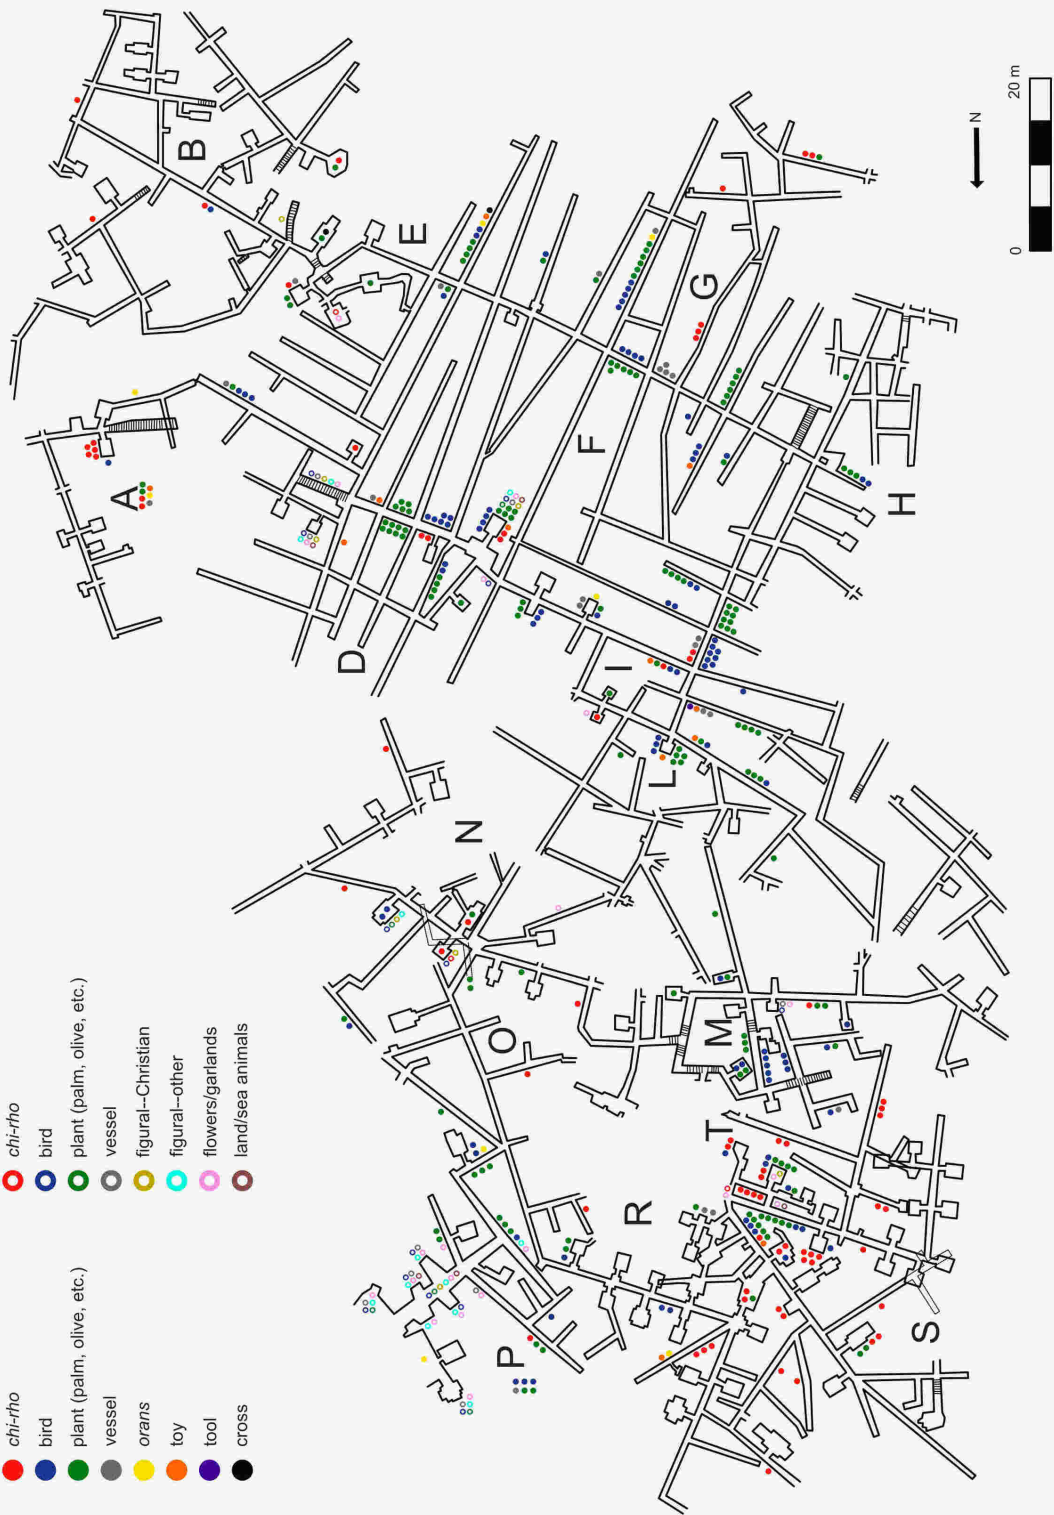 chi-rho
bird
plant (palm, olive, etc.)
vessel
orans
toy
tool
cross
chi-rho
bird
plant (palm, olive, etc.)
vessel
figural--Christian
figural--other
flowers/garlands
land/sea animals
A
B
D
E
F
G
H
I
L
M
N
O
P
R
S
T
N
0
20 m